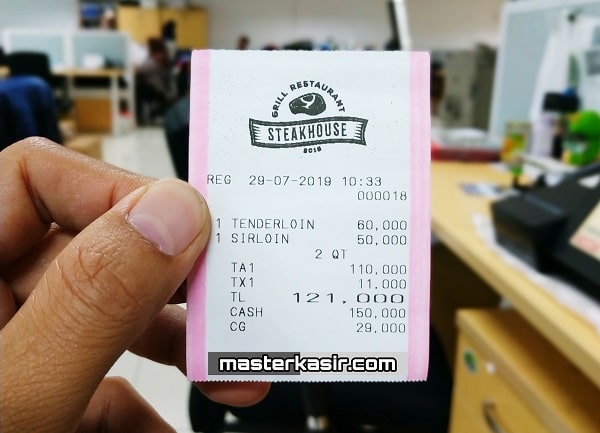 GRILL RESTAURANT
STEAKHOUSE
2018
REG 29-07-2019 10:33
000018
1 TENDERLOIN 60,000
1 SIRLOIN 50,000
2 QT
TA1 110,000
TX1 11,000
TL 121,000
CASH 150,000
CG 29,000
masterkasir.com